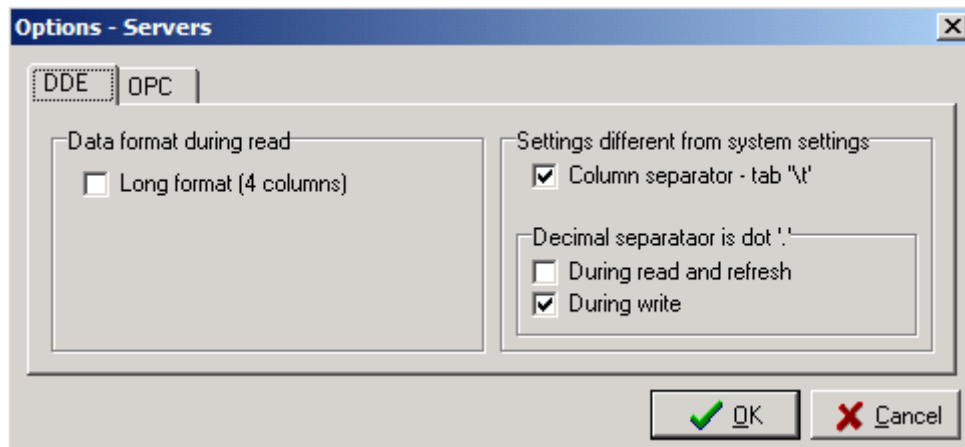 Options - Servers
DDE
OPC
Data format during read
Long format (4 columns)
Settings different from system settings
Column separator - tab '\t'
Decimal separataor is dot '.'
During read and refresh
During write
OK
Cancel